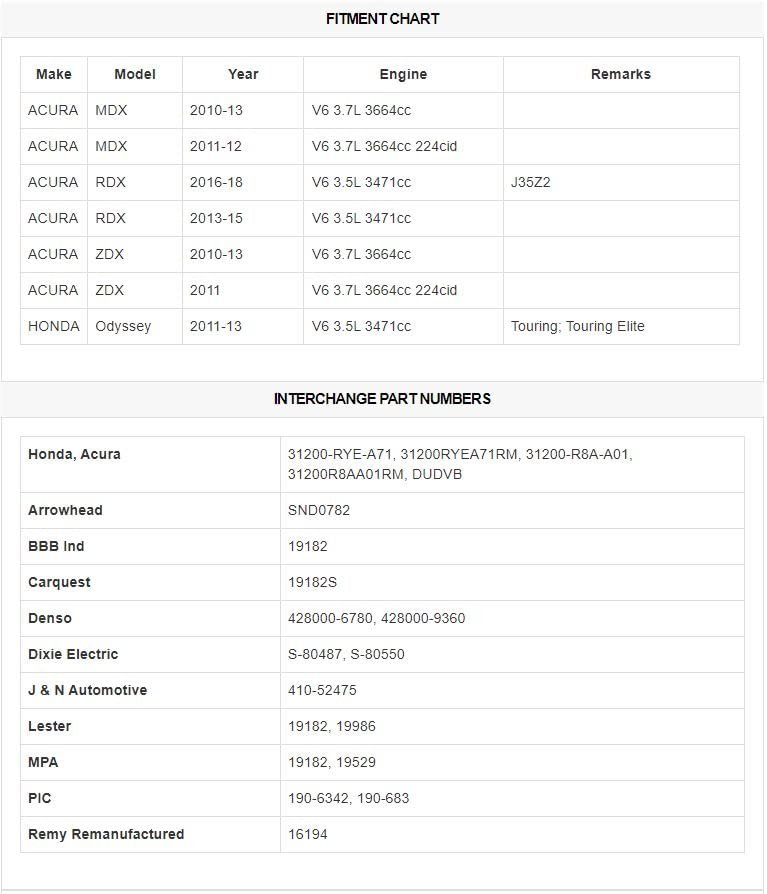 FITMENT CHART
Make Model Year Engine Remarks
ACURA MDX 2010-13 V6 3.7L 3664cc
ACURA MDX 2011-12 V6 3.7L 3664cc 224cid
ACURA RDX 2016-18 V6 3.5L 3471cc J35Z2
ACURA RDX 2013-15 V6 3.5L 3471cc
ACURA ZDX 2010-13 V6 3.7L 3664cc
ACURA ZDX 2011 V6 3.7L 3664cc 224cid
HONDA Odyssey 2011-13 V6 3.5L 3471cc Touring; Touring Elite
INTERCHANGE PART NUMBERS
Honda, Acura 31200-RYE-A71, 31200RYEA71RM, 31200-R8A-A01,
31200R8AA01RM, DUDVB
Arrowhead SND0782
BBB Ind 19182
Carquest 19182S
Denso 428000-6780, 428000-9360
Dixie Electric S-80487, S-80550
J & N Automotive 410-52475
Lester 19182, 19986
MPA 19182, 19529
PIC 190-6342, 190-683
Remy Remanufactured 16194